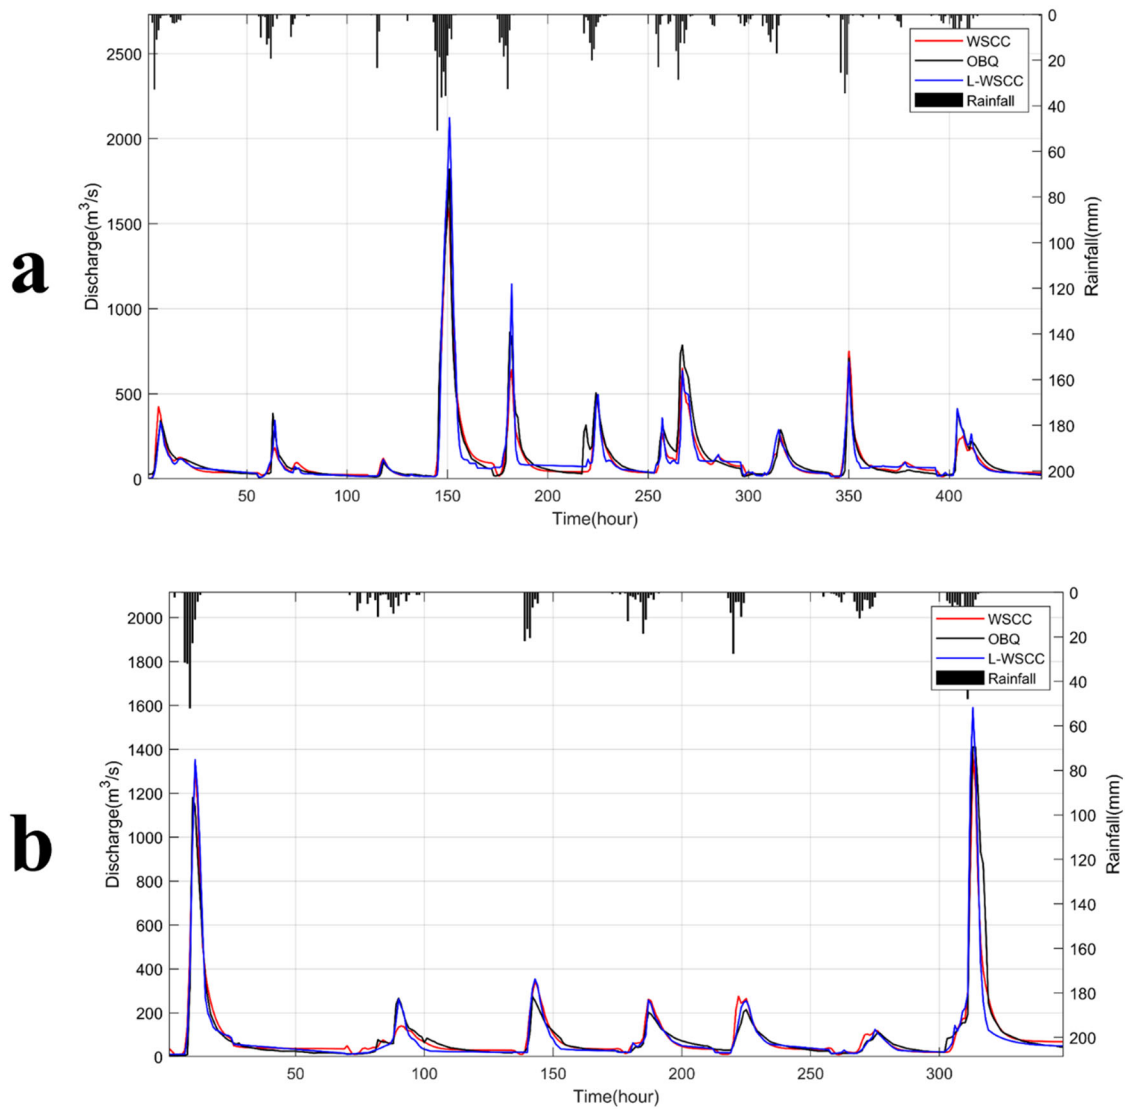 a
Discharge(m³/s)
2500
2000
1500
1000
500
0
50 100 150 200 250 300 350 400
Time(hour)
0
20
40
60
80
100
120
140
160
180
200
Rainfall(mm)
WSCC
OBQ
L-WSCC
Rainfall
b
Discharge(m³/s)
2000
1800
1600
1400
1200
1000
800
600
400
200
0
50 100 150 200 250 300
Time(hour)
0
20
40
60
80
100
120
140
160
180
200
Rainfall(mm)
WSCC
OBQ
L-WSCC
Rainfall